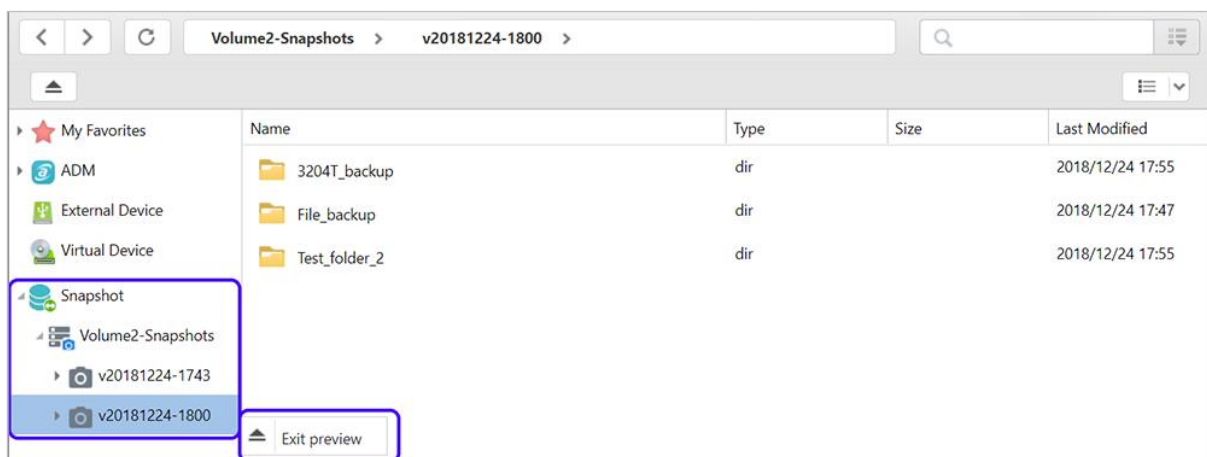 Volume2-Snapshots > v20181224-1800 >
My Favorites
ADM
External Device
Virtual Device
Snapshot
Volume2-Snapshots
v20181224-1743
v20181224-1800
Name Type Size Last Modified
3204T_backup dir 2018/12/24 17:55
File_backup dir 2018/12/24 17:47
Test_folder_2 dir 2018/12/24 17:55
Exit preview